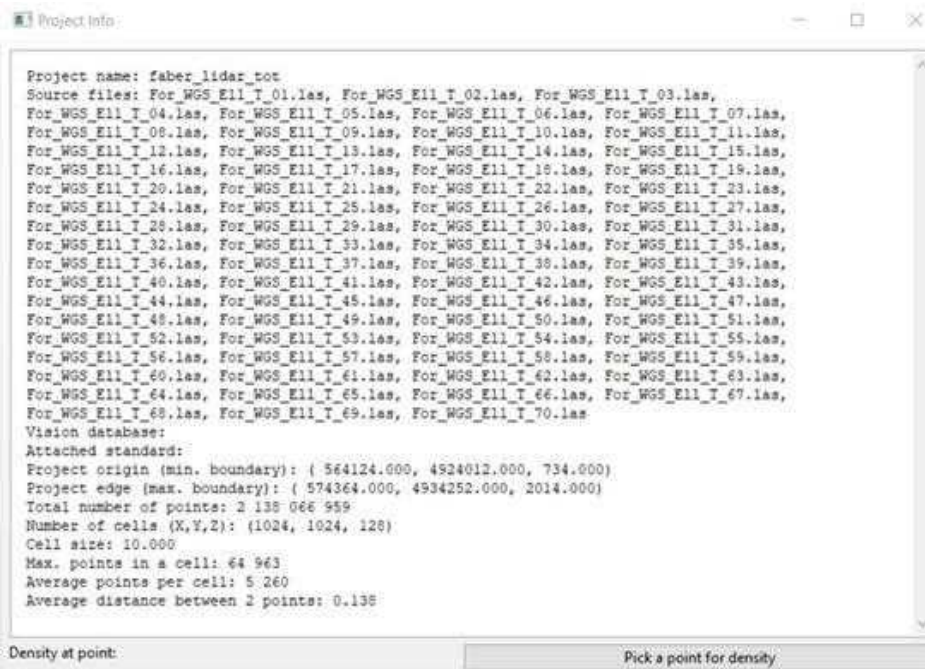 Project Info
Project name: faber_lidar_tot
Source files: For_WGS_Ell_T_01.las, For_WGS_Ell_T_02.las, For_WGS_Ell_T_03.las,
For_WGS_Ell_T_04.las, For_WGS_Ell_T_05.las, For_WGS_Ell_T_06.las, For_WGS_Ell_T_07.las,
For_WGS_Ell_T_08.las, For_WGS_Ell_T_09.las, For_WGS_Ell_T_10.las, For_WGS_Ell_T_11.las,
For_WGS_Ell_T_12.las, For_WGS_Ell_T_13.las, For_WGS_Ell_T_14.las, For_WGS_Ell_T_15.las,
For_WGS_Ell_T_16.las, For_WGS_Ell_T_17.las, For_WGS_Ell_T_18.las, For_WGS_Ell_T_19.las,
For_WGS_Ell_T_20.las, For_WGS_Ell_T_21.las, For_WGS_Ell_T_22.las, For_WGS_Ell_T_23.las,
For_WGS_Ell_T_24.las, For_WGS_Ell_T_25.las, For_WGS_Ell_T_26.las, For_WGS_Ell_T_27.las,
For_WGS_Ell_T_28.las, For_WGS_Ell_T_29.las, For_WGS_Ell_T_30.las, For_WGS_Ell_T_31.las,
For_WGS_Ell_T_32.las, For_WGS_Ell_T_33.las, For_WGS_Ell_T_34.las, For_WGS_Ell_T_35.las,
For_WGS_Ell_T_36.las, For_WGS_Ell_T_37.las, For_WGS_Ell_T_38.las, For_WGS_Ell_T_39.las,
For_WGS_Ell_T_40.las, For_WGS_Ell_T_41.las, For_WGS_Ell_T_42.las, For_WGS_Ell_T_43.las,
For_WGS_Ell_T_44.las, For_WGS_Ell_T_45.las, For_WGS_Ell_T_46.las, For_WGS_Ell_T_47.las,
For_WGS_Ell_T_48.las, For_WGS_Ell_T_49.las, For_WGS_Ell_T_50.las, For_WGS_Ell_T_51.las,
For_WGS_Ell_T_52.las, For_WGS_Ell_T_53.las, For_WGS_Ell_T_54.las, For_WGS_Ell_T_55.las,
For_WGS_Ell_T_56.las, For_WGS_Ell_T_57.las, For_WGS_Ell_T_58.las, For_WGS_Ell_T_59.las,
For_WGS_Ell_T_60.las, For_WGS_Ell_T_61.las, For_WGS_Ell_T_62.las, For_WGS_Ell_T_63.las,
For_WGS_Ell_T_64.las, For_WGS_Ell_T_65.las, For_WGS_Ell_T_66.las, For_WGS_Ell_T_67.las,
For_WGS_Ell_T_68.las, For_WGS_Ell_T_69.las, For_WGS_Ell_T_70.las
Vision database:
Attached standard:
Project origin (min. boundary): ( 564124.000, 4924012.000, 734.000)
Project edge (max. boundary): ( 574364.000, 4934252.000, 2014.000)
Total number of points: 2 138 066 959
Number of cells (X,Y,Z): (1024, 1024, 128)
Cell size: 10.000
Max. points in a cell: 64 963
Average points per cell: 5 260
Average distance between 2 points: 0.138
Density at point:
Pick a point for density